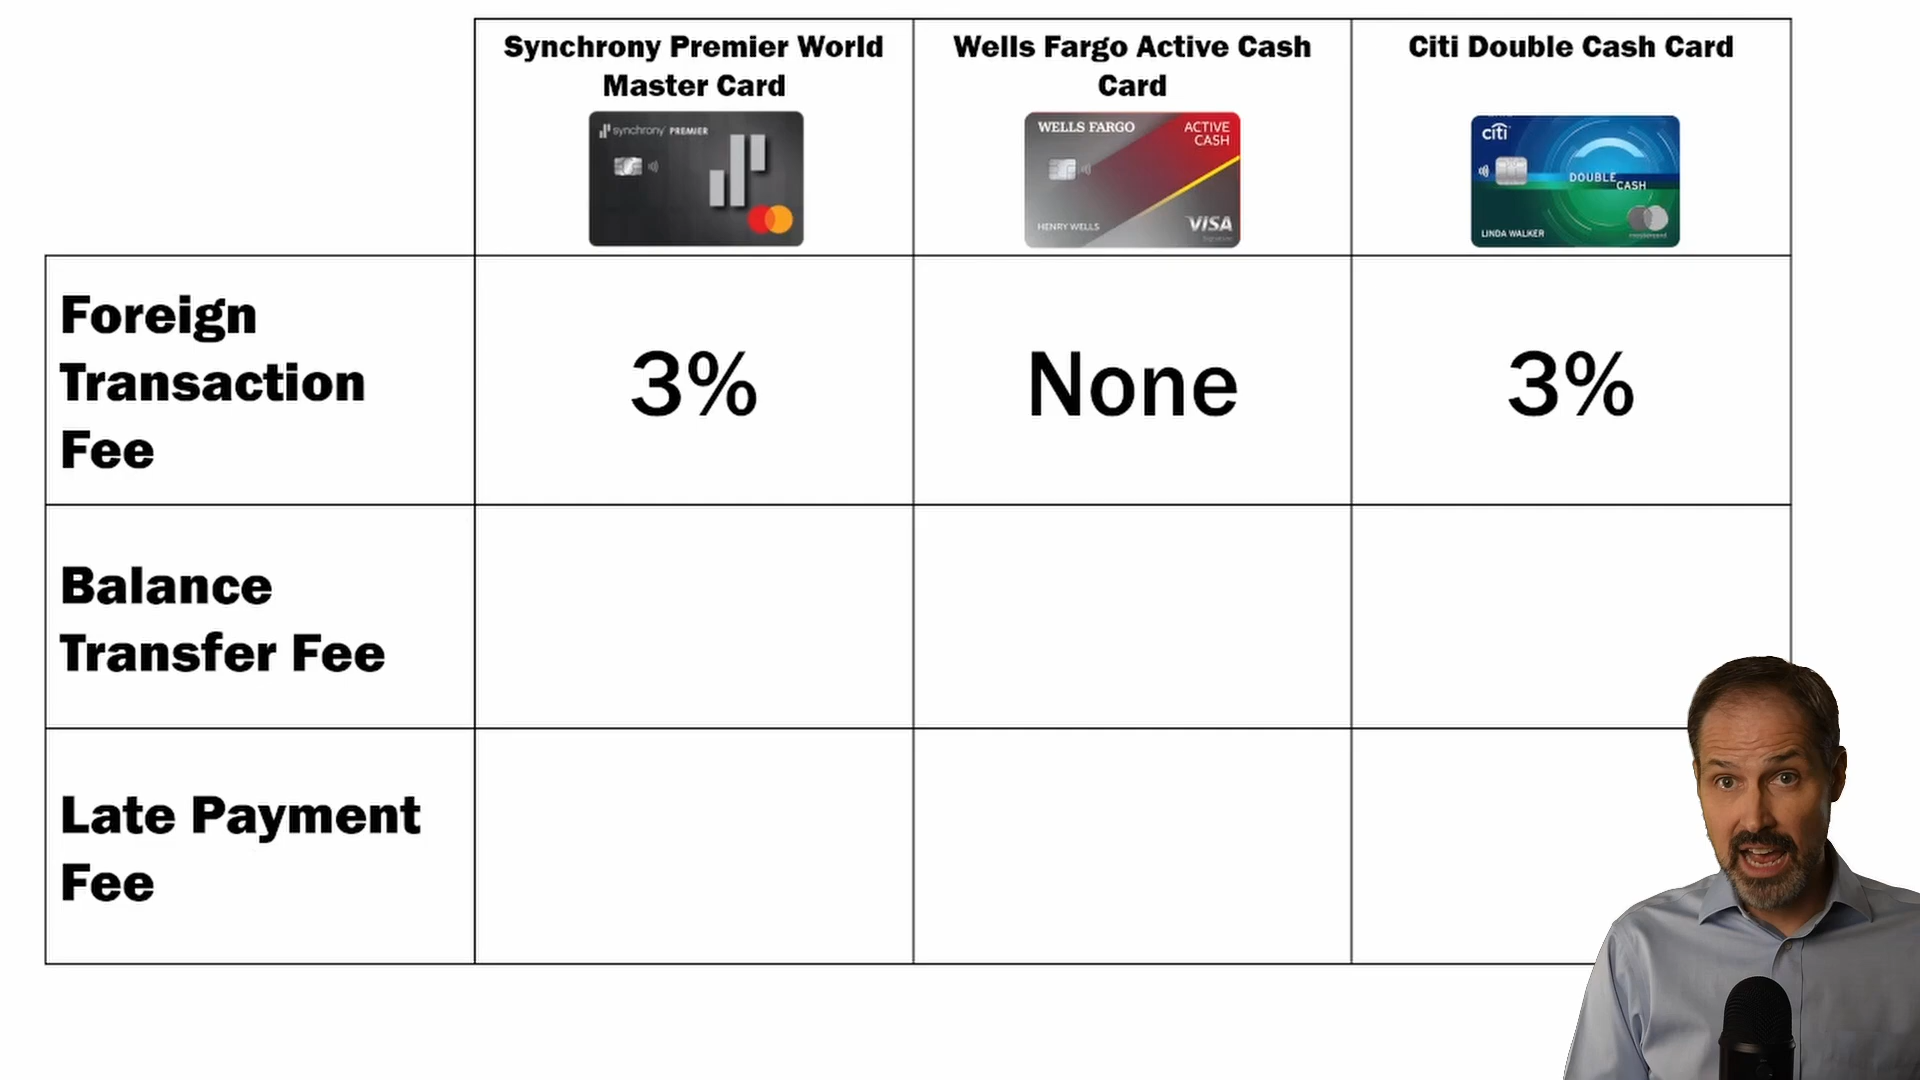 Synchrony Premier World
Master Card
Wells Fargo Active Cash
Card
Citi Double Cash Card
synchrony PREMIER
WELLS FARGO
ACTIVE
CASH
HENRY WELLS
VISA
citi
DOUBLE
CASH
LINDA WALKER
Foreign
Transaction
Fee
3%
None
3%
Balance
Transfer Fee
Late Payment
Fee